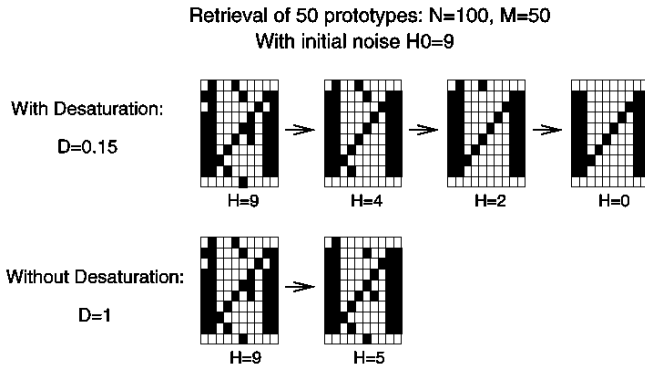 Retrieval of 50 prototypes: N=100, M=50
With initial noise H0=9
With Desaturation:
D=0.15
H=9
H=4
H=2
H=0
Without Desaturation:
D=1
H=9
H=5